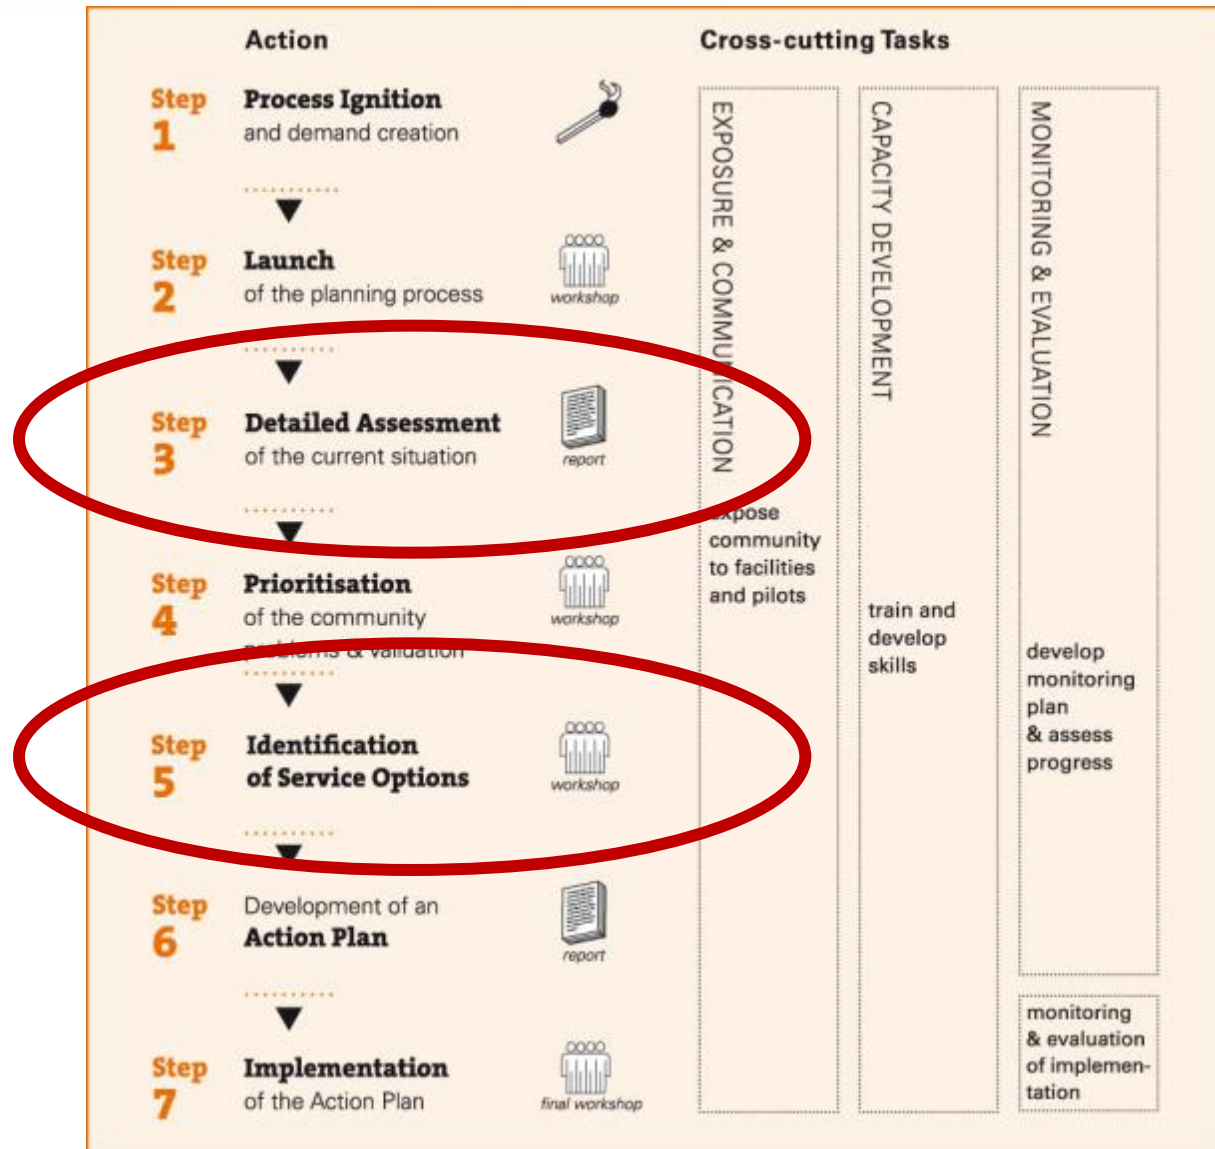 Action
Cross-cutting Tasks
Step
1
Process Ignition
and demand creation
Step
2
Launch
of the planning process
workshop
Step
3
Detailed Assessment
of the current situation
report
Step
4
Prioritisation
of the community
problems & validation
workshop
Step
5
Identification
of Service Options
workshop
Step
6
Development of an
Action Plan
report
Step
7
Implementation
of the Action Plan
final workshop
EXPOSURE & COMMUNICATION
expose
community
to facilities
and pilots
CAPACITY DEVELOPMENT
train and
develop
skills
MONITORING & EVALUATION
develop
monitoring
plan
& assess
progress
monitoring
& evaluation
of implemen-
tation